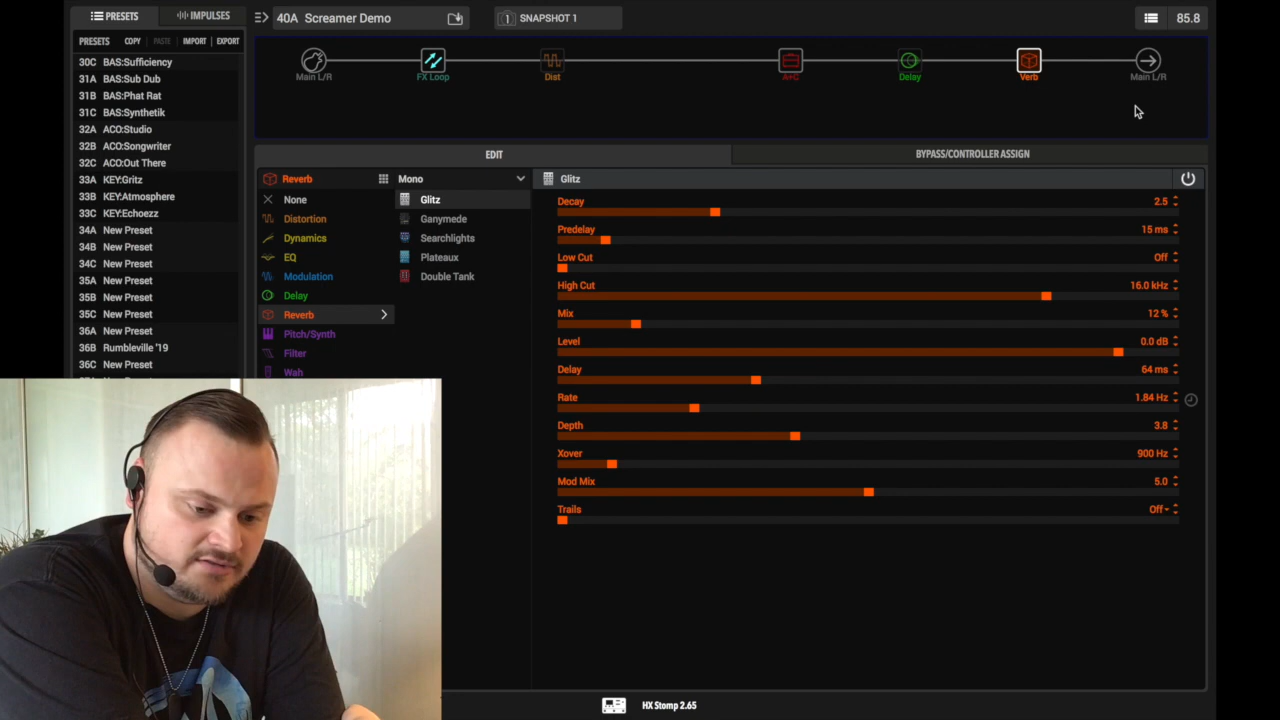 PRESETS
IMPULSES
40A Screamer Demo
1 SNAPSHOT 1
85.8
PRESETS COPY PASTE IMPORT EXPORT
30C BAS:Sufficiency
31A BAS:Sub Dub
31B BAS:Phat Rat
31C BAS:Synthetik
32A ACO:Studio
32B ACO:Songwriter
32C ACO:Out There
33A KEY:Gritz
33B KEY:Atmosphere
33C KEY:Echoezz
34A New Preset
34B New Preset
34C New Preset
35A New Preset
35B New Preset
35C New Preset
36A New Preset
36B Rumbleville '19
36C New Preset
Main L/R
FX Loop
Dist
A+C
Delay
Verb
Main L/R
EDIT
BYPASS/CONTROLLER ASSIGN
Reverb
None
Distortion
Dynamics
EQ
Modulation
Delay
Reverb
Pitch/Synth
Filter
Wah
Mono
Glitz
Ganymede
Searchlights
Plateaux
Double Tank
Glitz
Decay 2.5
Predelay 15 ms
Low Cut Off
High Cut 16.0 kHz
Mix 12 %
Level 0.0 dB
Delay 64 ms
Rate 1.84 Hz
Depth 3.8
Xover 900 Hz
Mod Mix 5.0
Trails Off
HX Stomp 2.65